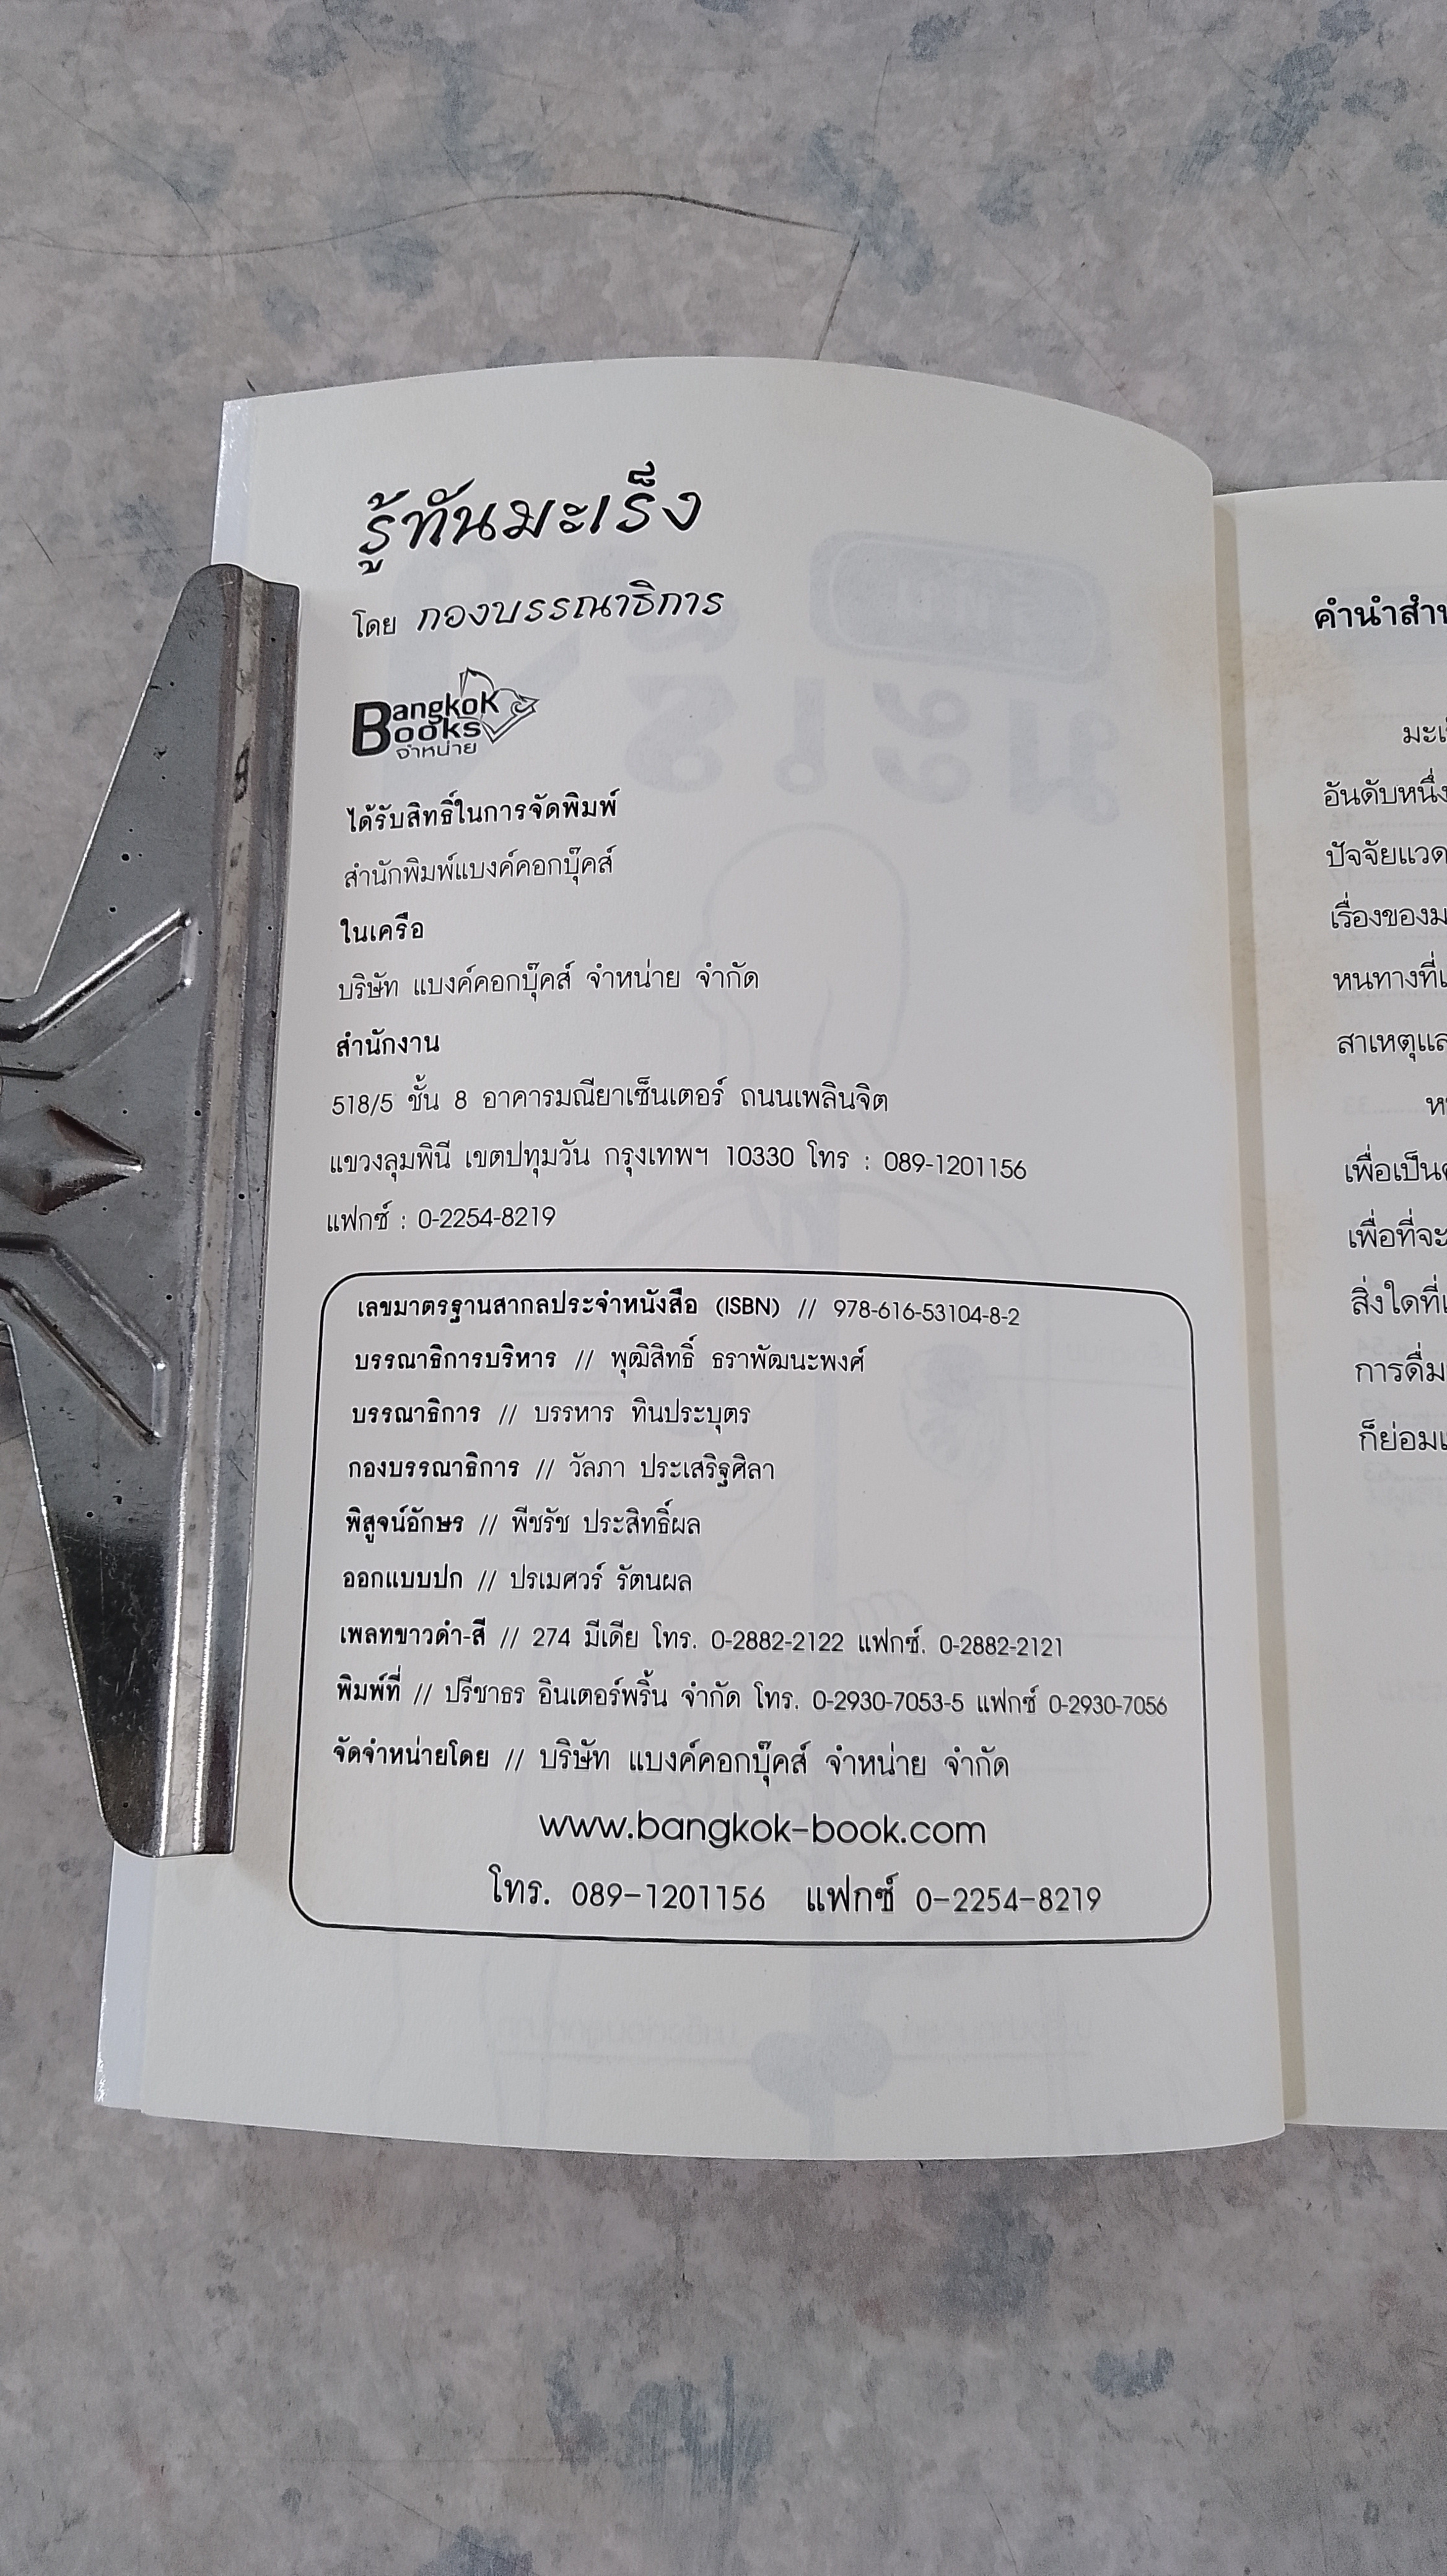 รู้ทันมะเร็ง
โดย กองบรรณาธิการ
Bangkok
Books
จำหน่าย
ได้รับสิทธิ์ในการจัดพิมพ์
สำนักพิมพ์แบงค์คอกบุ๊คส์
ในเครือ
บริษัท แบงค์คอกบุ๊คส์ จำหน่าย จำกัด
สำนักงาน
518/5 ชั้น 8 อาคารมณียาเซ็นเตอร์ ถนนเพลินจิต
แขวงลุมพินี เขตปทุมวัน กรุงเทพฯ 10330 โทร : 089-1201156
แฟกซ์ : 0-2254-8219
เลขมาตรฐานสากลประจำหนังสือ (ISBN) // 978-616-53104-8-2
บรรณาธิการบริหาร // พุฒิสิทธิ์ ธราพัฒนะพงศ์
บรรณาธิการ // บรรหาร ทินประบุตร
กองบรรณาธิการ // วัลภา ประเสริฐศิลา
พิสูจน์อักษร // พีชรัช ประสิทธิ์ผล
ออกแบบปก // ปรเมศวร์ รัตนผล
เพลทขาวดำ-สี // 274 มีเดีย โทร. 0-2882-2122 แฟกซ์. 0-2882-2121
พิมพ์ที่ // ปรีชาธร อินเตอร์พริ้น จำกัด โทร. 0-2930-7053-5 แฟกซ์ 0-2930-7056
จัดจำหน่ายโดย // บริษัท แบงค์คอกบุ๊คส์ จำหน่าย จำกัด
www.bangkok-book.com
โทร. 089-1201156 แฟกซ์ 0-2254-8219
คำนำสำ
มะเ
อันดับหนึ่ง
ปัจจัยแวด
เรื่องของม
หนทางที่เ
สาเหตุแล
ห
เพื่อเป็น
เพื่อที่จะ
สิ่งใดที่
การดื่ม
ก็ย่อม